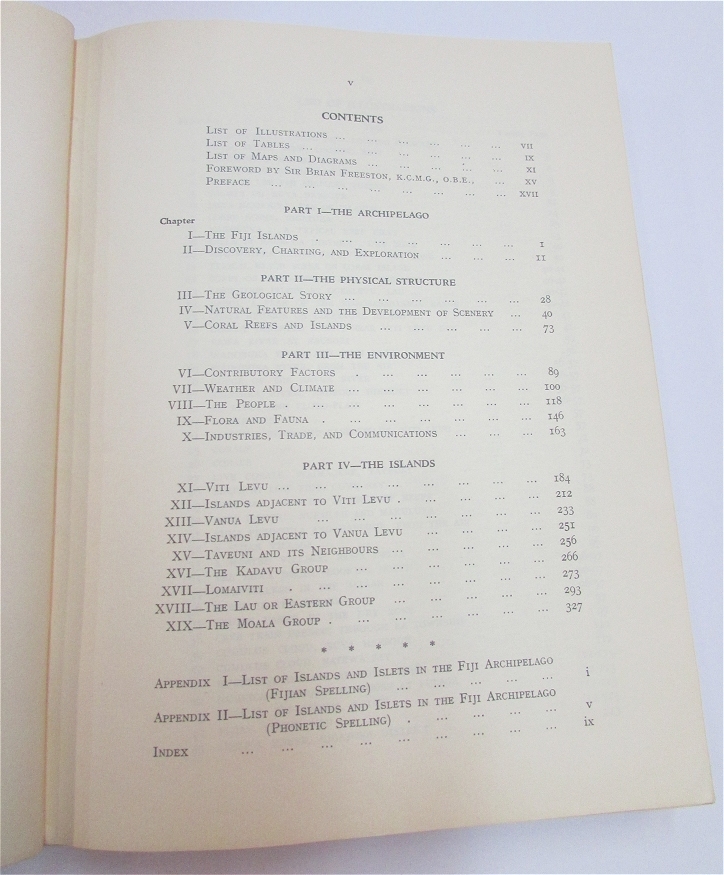 v
CONTENTS
List of Illustrations ... ... ... ... ... ... vii
List of Tables ... ... ... ... ... ... ... ix
List of Maps and Diagrams ... ... ... ... ... xi
Foreword by Sir Brian Freeston, K.C.M.G., O.B.E., ... xv
Preface ... ... ... ... ... ... ... ... xvii
PART I—THE ARCHIPELAGO
Chapter
I—The Fiji Islands . ... ... ... ... ... ... 1
II—Discovery, Charting, and Exploration ... ... ... 11
PART II—THE PHYSICAL STRUCTURE
III—The Geological Story ... ... ... ... ... ... 28
IV—Natural Features and the Development of Scenery ... 40
V—Coral Reefs and Islands ... ... ... ... ... 73
PART III—THE ENVIRONMENT
VI—Contributory Factors . ... ... ... ... ... 89
VII—Weather and Climate ... ... ... ... ... ... 100
VIII—The People . ... ... ... ... ... ... ... 118
IX—Flora and Fauna . ... ... ... ... ... ... 146
X—Industries, Trade, and Communications ... ... ... 163
PART IV—THE ISLANDS
XI—Viti Levu ... ... ... ... ... ... ... ... 184
XII—Islands adjacent to Viti Levu . ... ... ... ... 212
XIII—Vanua Levu ... ... ... ... ... ... ... 233
XIV—Islands adjacent to Vanua Levu ... ... ... ... 251
XV—Taveuni and its Neighbours ... ... ... ... ... 256
XVI—The Kadavu Group ... ... ... ... ... ... 266
XVII—Lomaiviti . ... ... ... ... ... ... ... 273
XVIII—The Lau or Eastern Group ... ... ... ... ... 293
XIX—The Moala Group . ... ... ... ... ... ... 327
* * * * *
Appendix I—List of Islands and Islets in the Fiji Archipelago
(Fijian Spelling) ... ... ... ... ... i
Appendix II—List of Islands and Islets in the Fiji Archipelago
(Phonetic Spelling) . ... ... ... ... v
Index ... ... ... ... ... ... ... ... ... ix